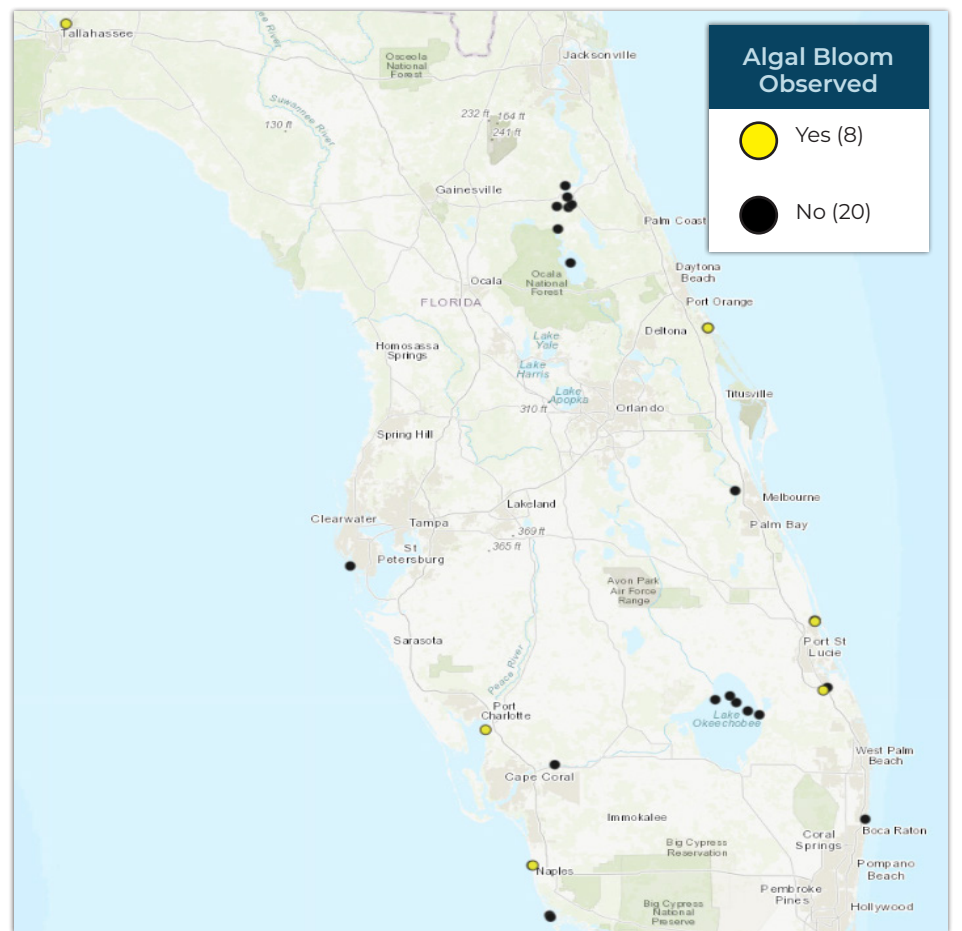 Tallahassee
Osceola
National
Forest
Jacksonville
Suwannee River
130 ft
232 ft
164 ft
241 ft
Gainesville
Palm Coast
Ocala
Ocala
National
Forest
Daytona
Beach
FLORIDA
Port Orange
Deltona
Homosassa
Springs
Lake
Yale
Lake
Harris
Lake
Apopka
310 ft
Orlando
Titusville
Spring Hill
Lakeland
Melbourne
Clearwater
Tampa
Palm Bay
369 ft
365 ft
St
Petersburg
Avon Park
Air Force
Range
Sarasota
Port St
Lucie
Peace River
Port
Charlotte
Lake
Okeechobee
West Palm
Beach
Cape Coral
Immokalee
Boca Raton
Coral
Springs
Big Cypress
Reservation
Naples
Pompano
Beach
Pembroke
Pines
Hollywood
Big Cypress
National
Preserve
Algal Bloom
Observed
Yes (8)
No (20)